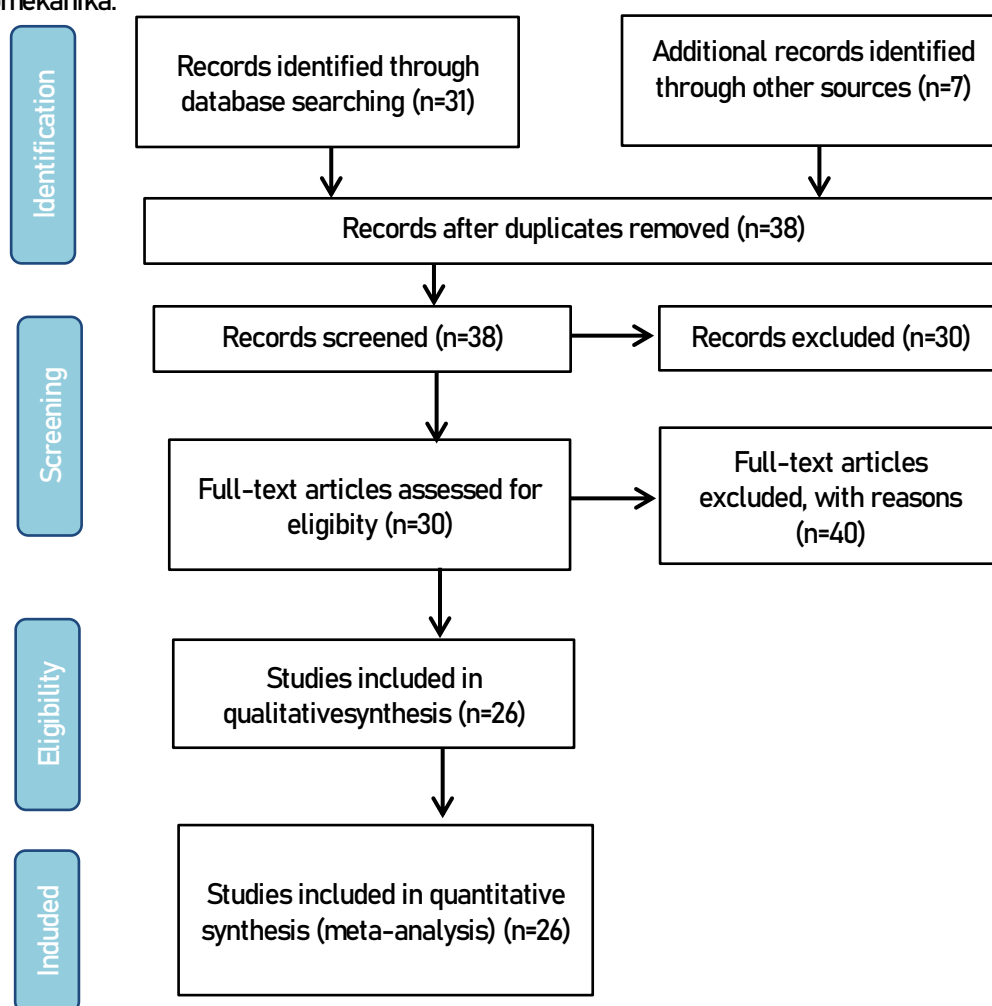 Identification
Records identified through
database searching (n=31)
Additional records identified
through other sources (n=7)
Records after duplicates removed (n=38)
Screening
Records screened (n=38)
Records excluded (n=30)
Full-text articles assessed for
eligibity (n=30)
Full-text articles
excluded, with reasons
(n=40)
Eligibility
Studies included in
qualitativesynthesis (n=26)
Included
Studies included in quantitative
synthesis (meta-analysis) (n=26)